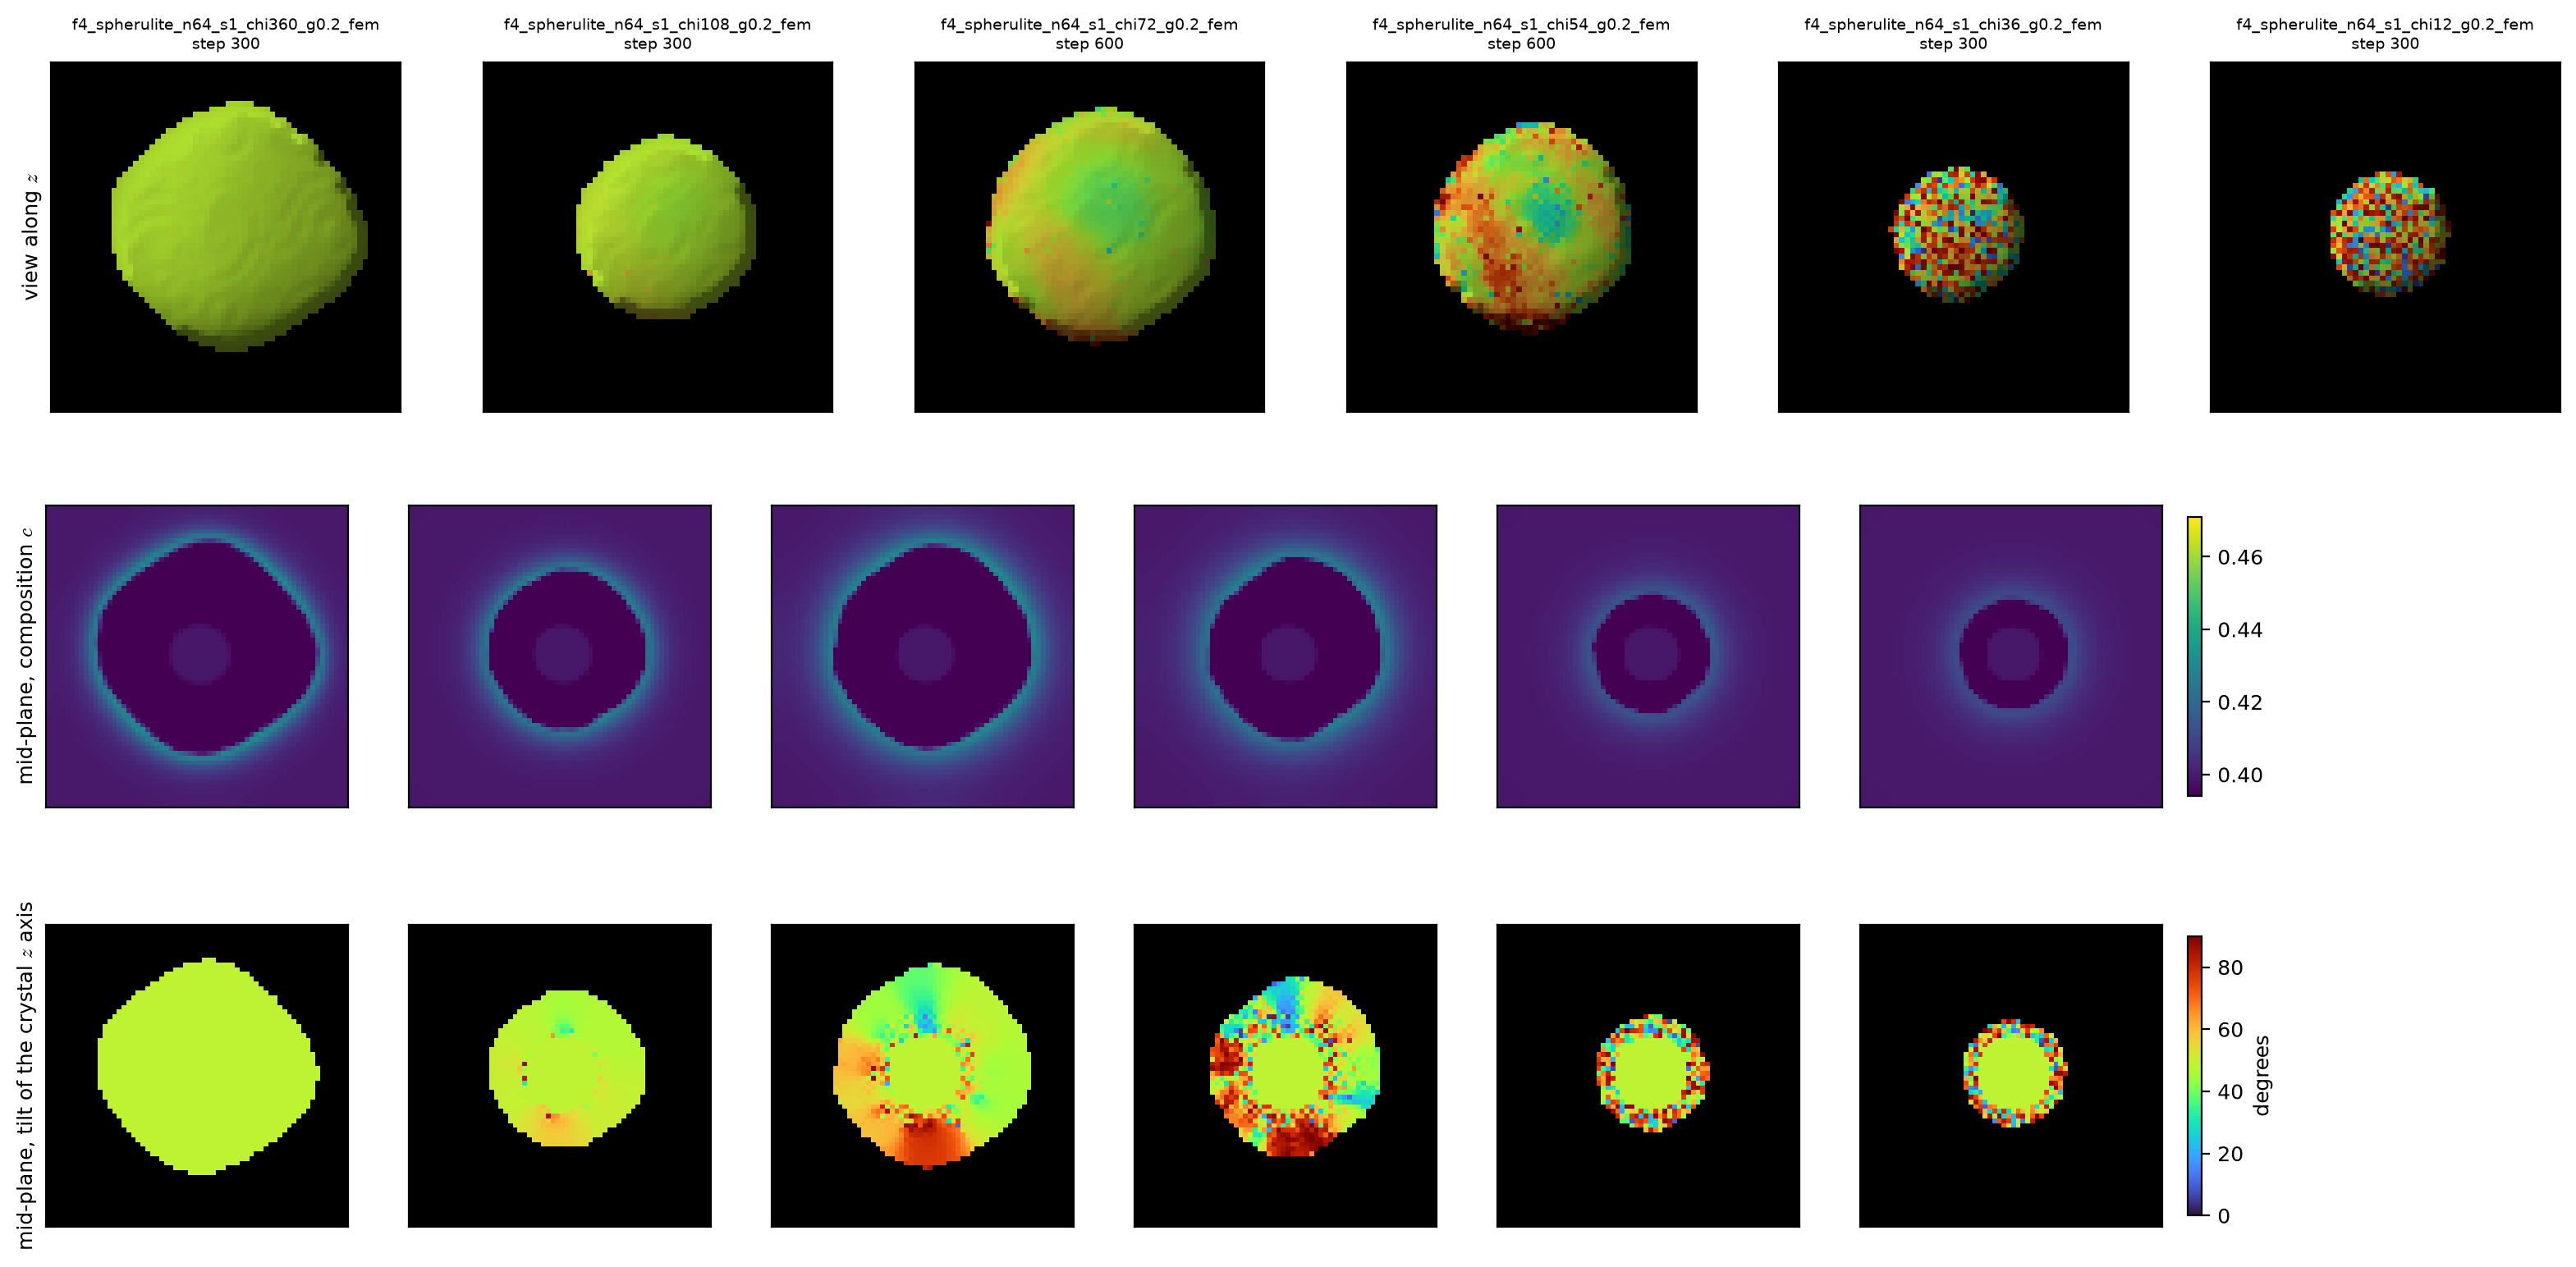 f4_spherulite_n64_s1_chi360_g0.2_fem
step 300
f4_spherulite_n64_s1_chi108_g0.2_fem
step 300
f4_spherulite_n64_s1_chi72_g0.2_fem
step 600
f4_spherulite_n64_s1_chi54_g0.2_fem
step 600
f4_spherulite_n64_s1_chi36_g0.2_fem
step 300
f4_spherulite_n64_s1_chi12_g0.2_fem
step 300
view along z
mid-plane, composition c
0.46
0.44
0.42
0.40
mid-plane, tilt of the crystal z axis
80
60
40
20
0
degrees